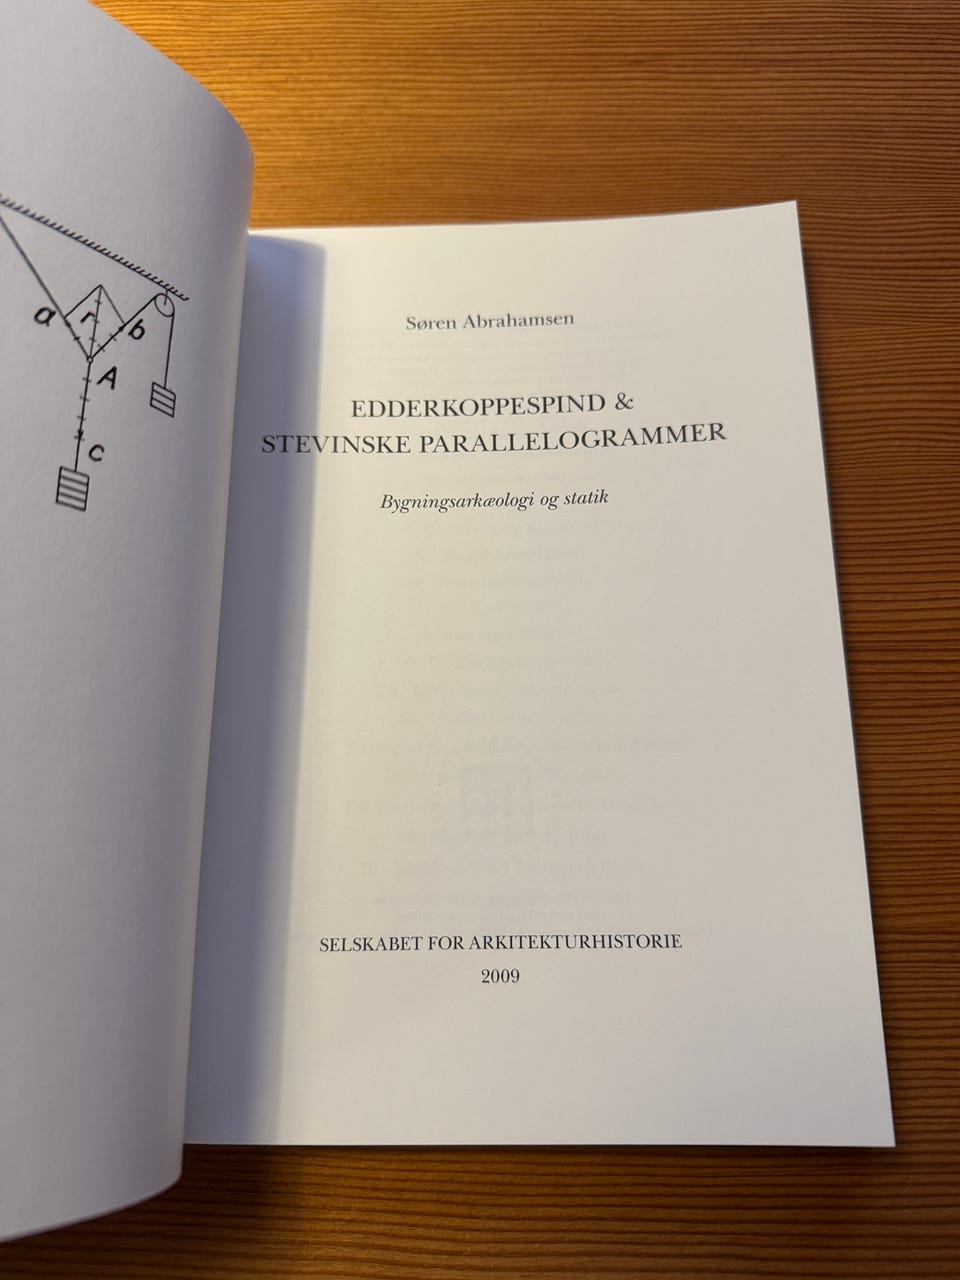 a
r
b
A
c
Søren Abrahamsen
EDDERKOPPESPIND &
STEVINSKE PARALLELOGRAMMER
Bygningsarkæologi og statik
SELSKABET FOR ARKITEKTURHISTORIE
2009